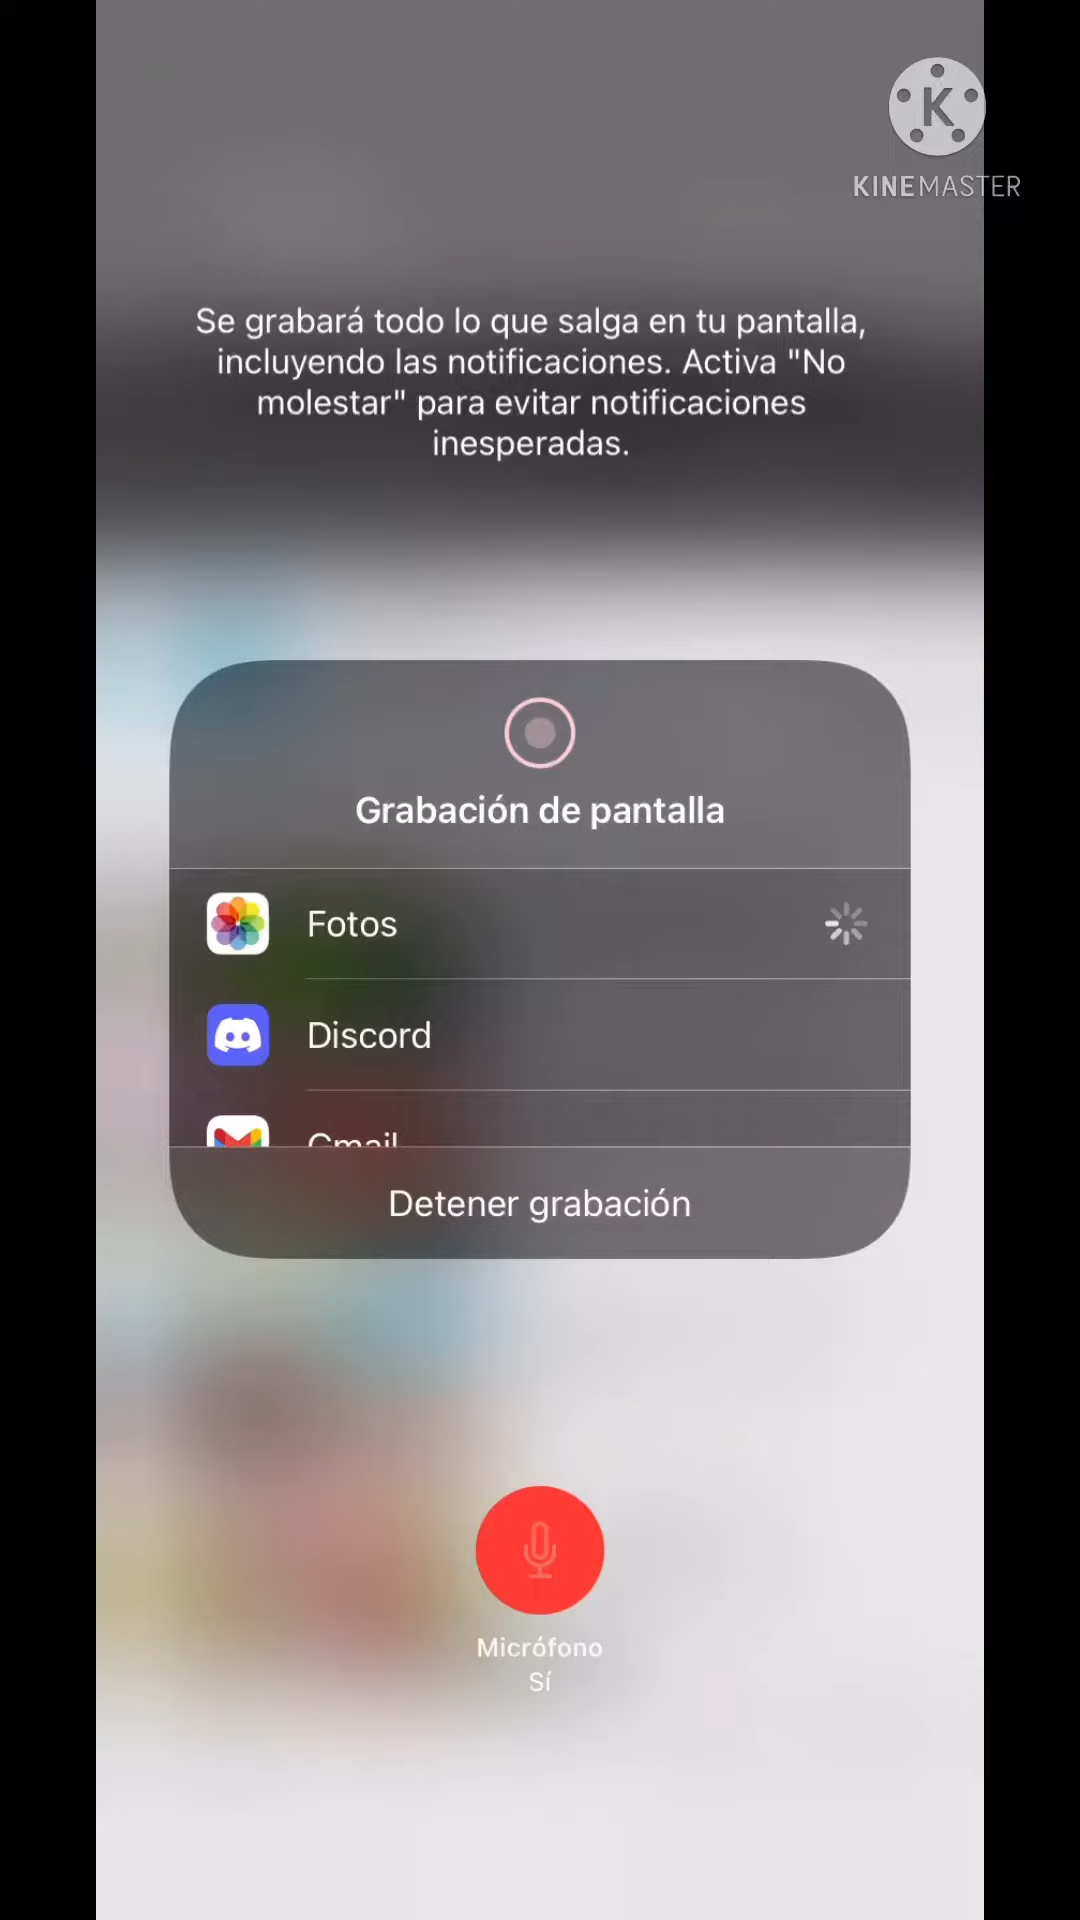 K
KINEMASTER
Se grabará todo lo que salga en tu pantalla,
incluyendo las notificaciones. Activa "No
molestar" para evitar notificaciones
inesperadas.
Grabación de pantalla
Fotos
Discord
Gmail
Detener grabación
Micrófono
Sí